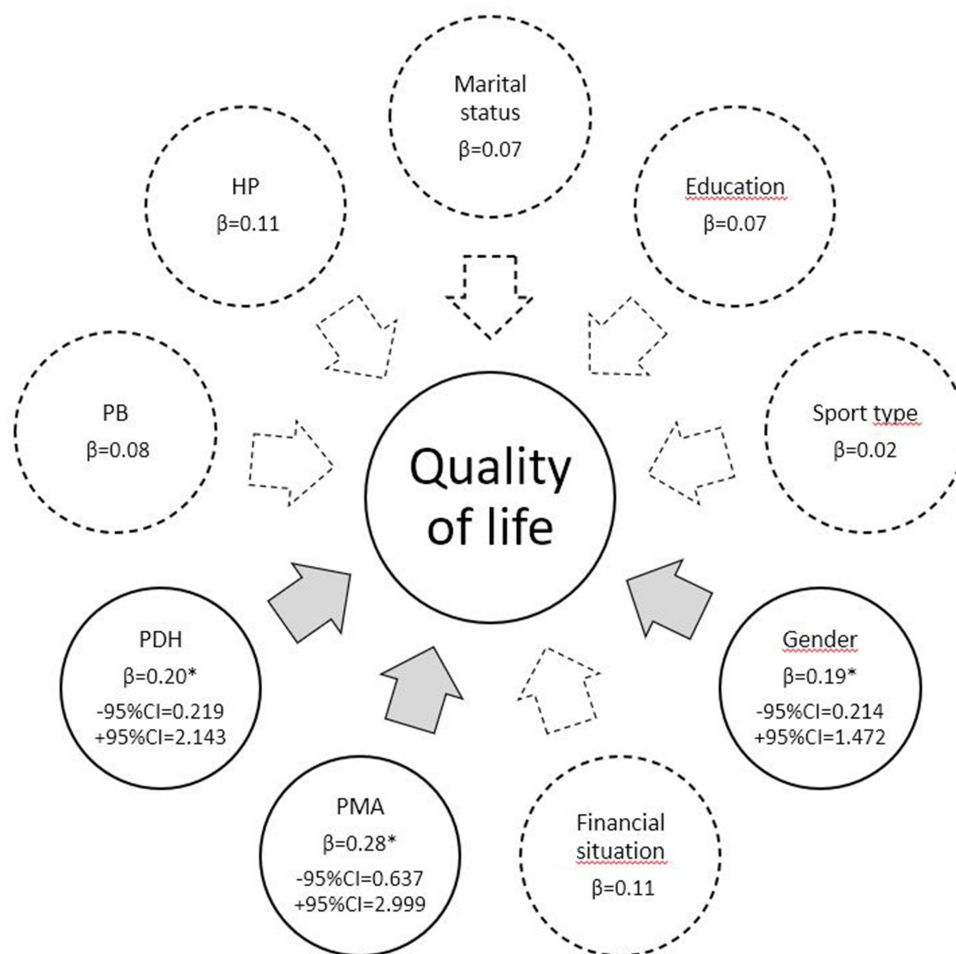 Marital
status
β=0.07
HP
β=0.11
Education
β=0.07
PB
β=0.08
Sport type
β=0.02
Quality
of life
PDH
β=0.20*
-95%CI=0.219
+95%CI=2.143
Gender
β=0.19*
-95%CI=0.214
+95%CI=1.472
PMA
β=0.28*
-95%CI=0.637
+95%CI=2.999
Financial
situation
β=0.11